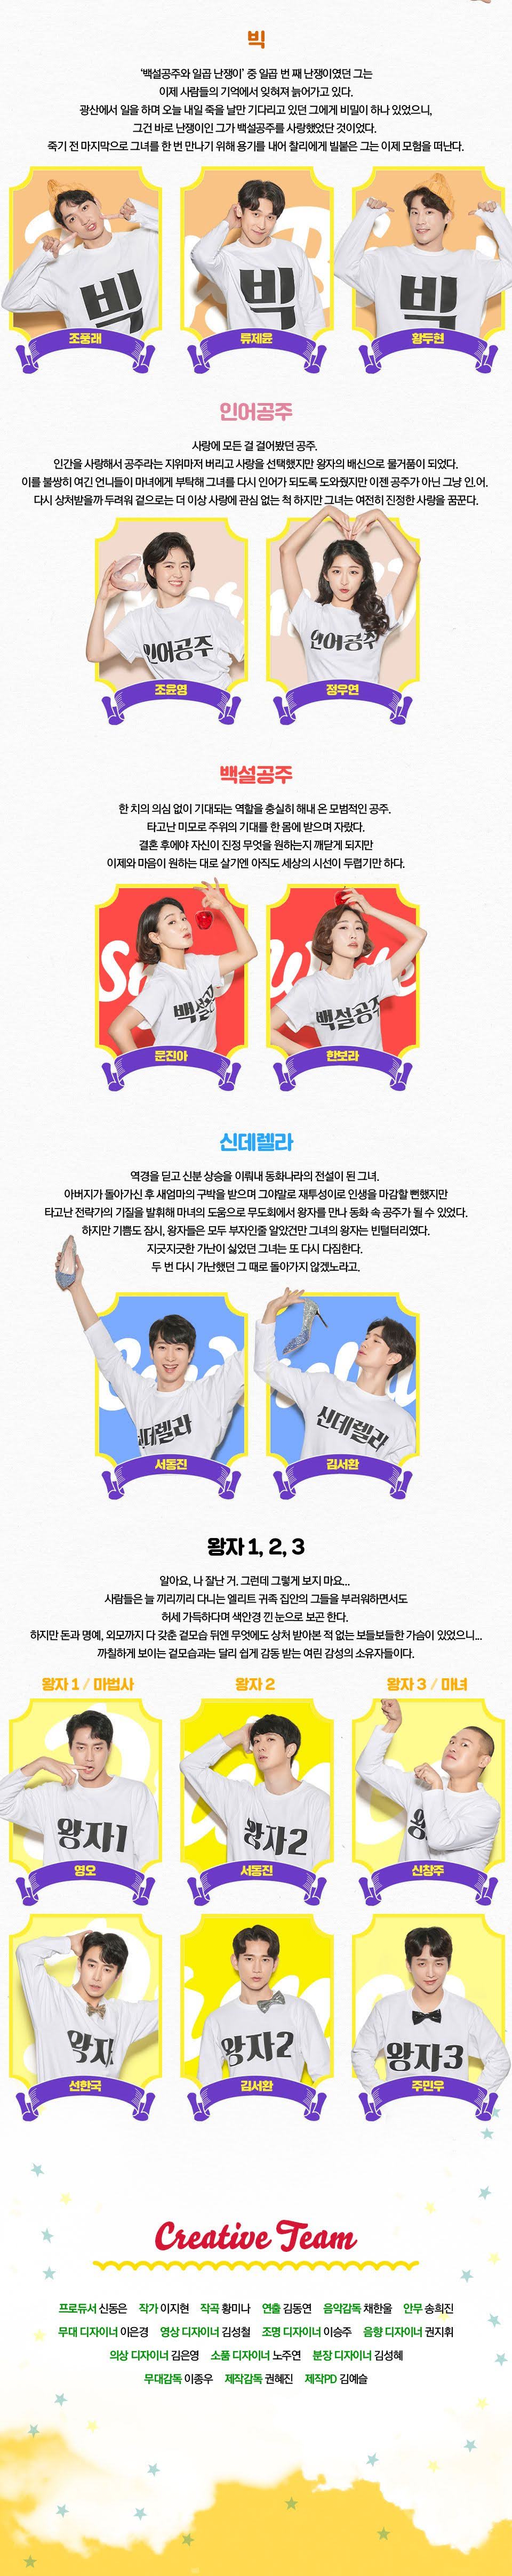 빅
'백설공주와 일곱 난쟁이' 중 일곱 번 째 난쟁이였던 그는
이제 사람들의 기억에서 잊혀져 늙어가고 있다.
광산에서 일을 하며 오늘 내일 죽을 날만 기다리고 있던 그에게 비밀이 하나 있었으니,
그건 바로 난쟁이인 그가 백설공주를 사랑했었단 것이었다.
죽기 전 마지막으로 그녀를 한 번 만나기 위해 용기를 내어 찰리에게 빌붙은 그는 이제 모험을 떠난다.
빅 빅 빅
조풍래 류제윤 황두현
인어공주
사랑에 모든 걸 걸어봤던 공주.
인간을 사랑해서 공주라는 지위마저 버리고 사랑을 선택했지만 왕자의 배신으로 물거품이 되었다.
이를 불쌍히 여긴 언니들이 마녀에게 부탁해 그녀를 다시 인어가 되도록 도와줬지만 이젠 공주가 아닌 그냥 인.어.
다시 상처받을까 두려워 겉으로는 더 이상 사랑에 관심 없는 척 하지만 그녀는 여전히 진정한 사랑을 꿈꾼다.
인어공주 인어공주
조윤영 정우연
백설공주
한 치의 의심 없이 기대되는 역할을 충실히 해내 온 모범적인 공주.
타고난 미모로 주위의 기대를 한 몸에 받으며 자랐다.
결혼 후에야 자신이 진정 무엇을 원하는지 깨닫게 되지만
이제와 마음이 원하는 대로 살기엔 아직도 세상의 시선이 두렵기만 하다.
백설공 백설공주
문진아 한보라
신데렐라
역경을 딛고 신분 상승을 이뤄내 동화나라의 전설이 된 그녀.
아버지가 돌아가신 후 새엄마의 구박을 받으며 그야말로 재투성이로 인생을 마감할 뻔했지만
타고난 전략가의 기질을 발휘해 마녀의 도움으로 무도회에서 왕자를 만나 동화 속 공주가 될 수 있었다.
하지만 기쁨도 잠시, 왕자들은 모두 부자인줄 알았건만 그녀의 왕자는 빈털터리였다.
지긋지긋한 가난이 싫었던 그녀는 또 다시 다짐한다.
두 번 다시 가난했던 그 때로 돌아가지 않겠노라고.
신데렐라 신데렐라
서동진 김서환
왕자 1, 2, 3
알아요, 나 잘난 거. 그런데 그렇게 보지 마요...
사람들은 늘 끼리끼리 다니는 엘리트 귀족 집안의 그들을 부러워하면서도
허세 가득하다며 색안경 낀 눈으로 보곤 한다.
하지만 돈과 명예, 외모까지 다 갖춘 겉모습 뒤엔 무엇에도 상처 받아본 적 없는 보들보들한 가슴이 있었으니...
까칠하게 보이는 겉모습과는 달리 쉽게 감동 받는 여린 감성의 소유자들이다.
왕자 1 / 마법사 왕자 2 왕자 3 / 마녀
왕자1 왕자2
영오 서동진 신창주
왕자 왕자2 왕자3
선한국 김서환 주민우
Creative Team
프로듀서 신동은 작가 이지현 작곡 황미나 연출 김동연 음악감독 채한울 안무 송희진
무대 디자이너 이은경 영상 디자이너 김성철 조명 디자이너 이승주 음향 디자이너 권지휘
의상 디자이너 김은영 소품 디자이너 노주연 분장 디자이너 김성혜
무대감독 이종우 제작감독 권혜진 제작PD 김예슬